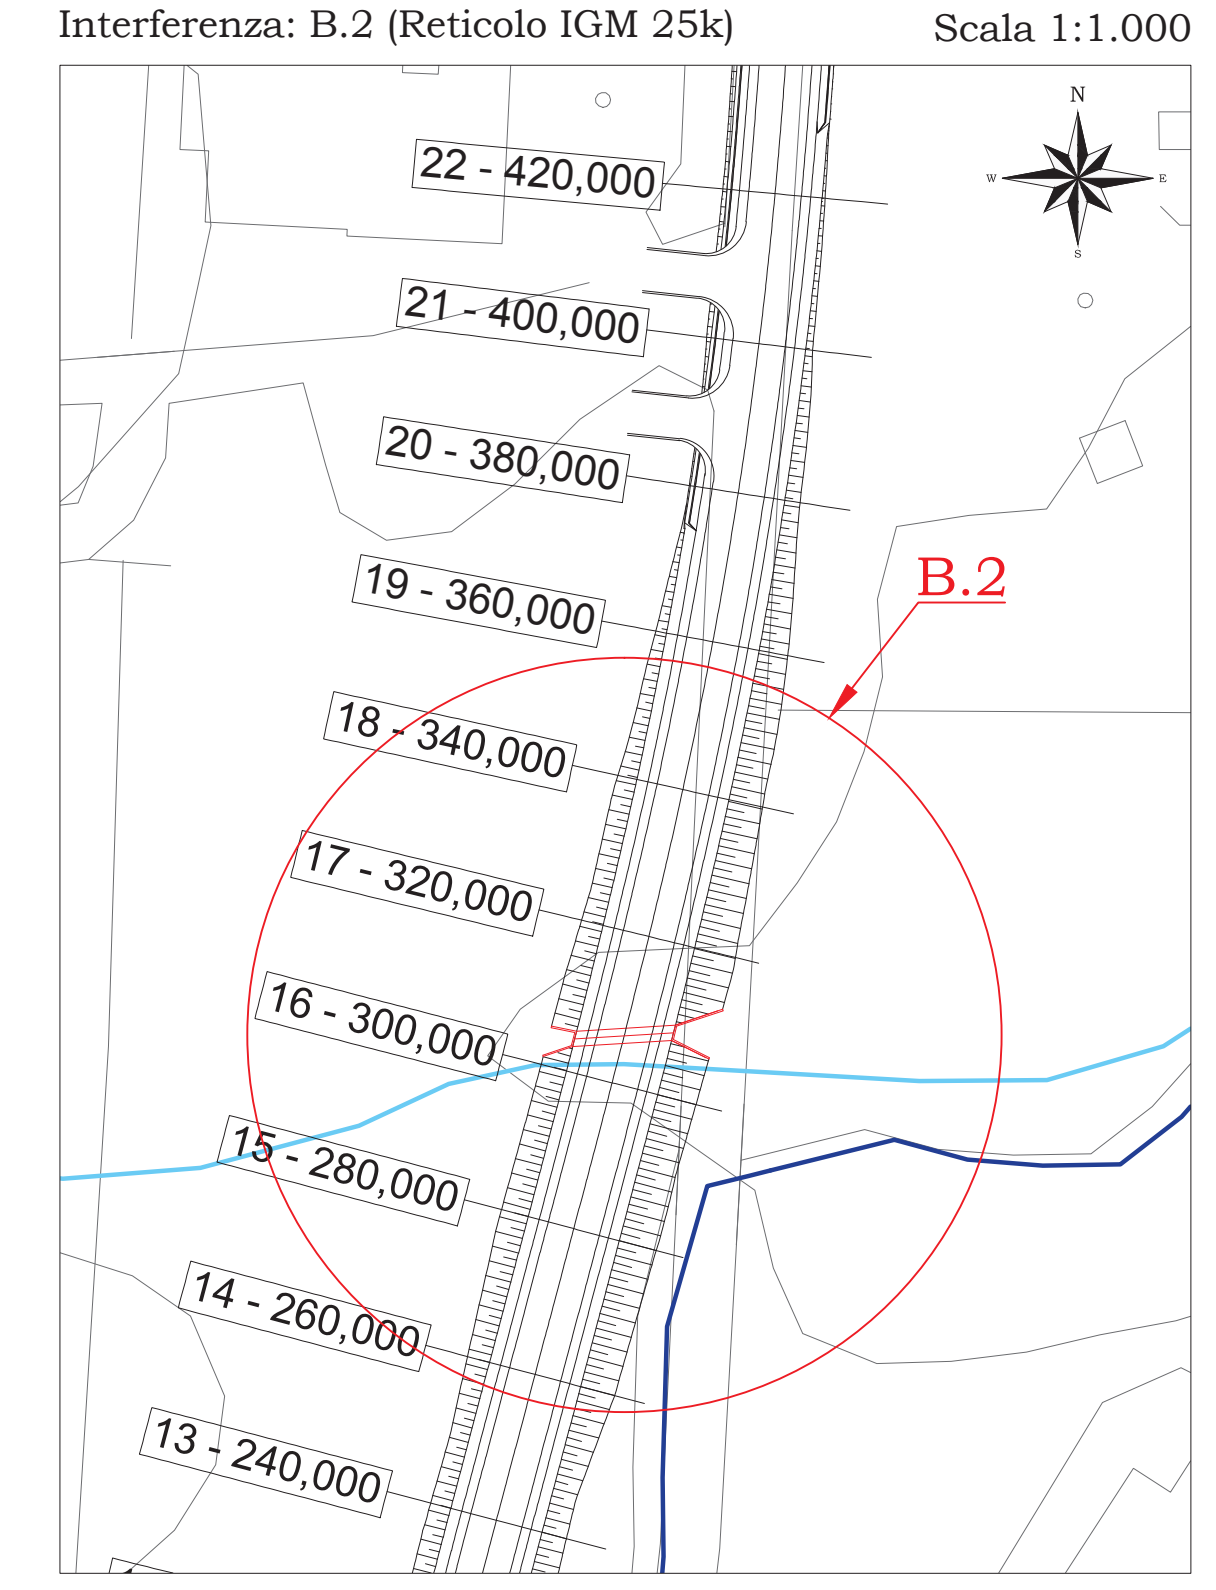 Interferenza: B.2 (Reticolo IGM 25k)
Scala 1:1.000
N
W
E
S
22 - 420,000
21 - 400,000
20 - 380,000
B.2
19 - 360,000
18 - 340,000
17 - 320,000
16 - 300,000
15 - 280,000
14 - 260,000
13 - 240,000